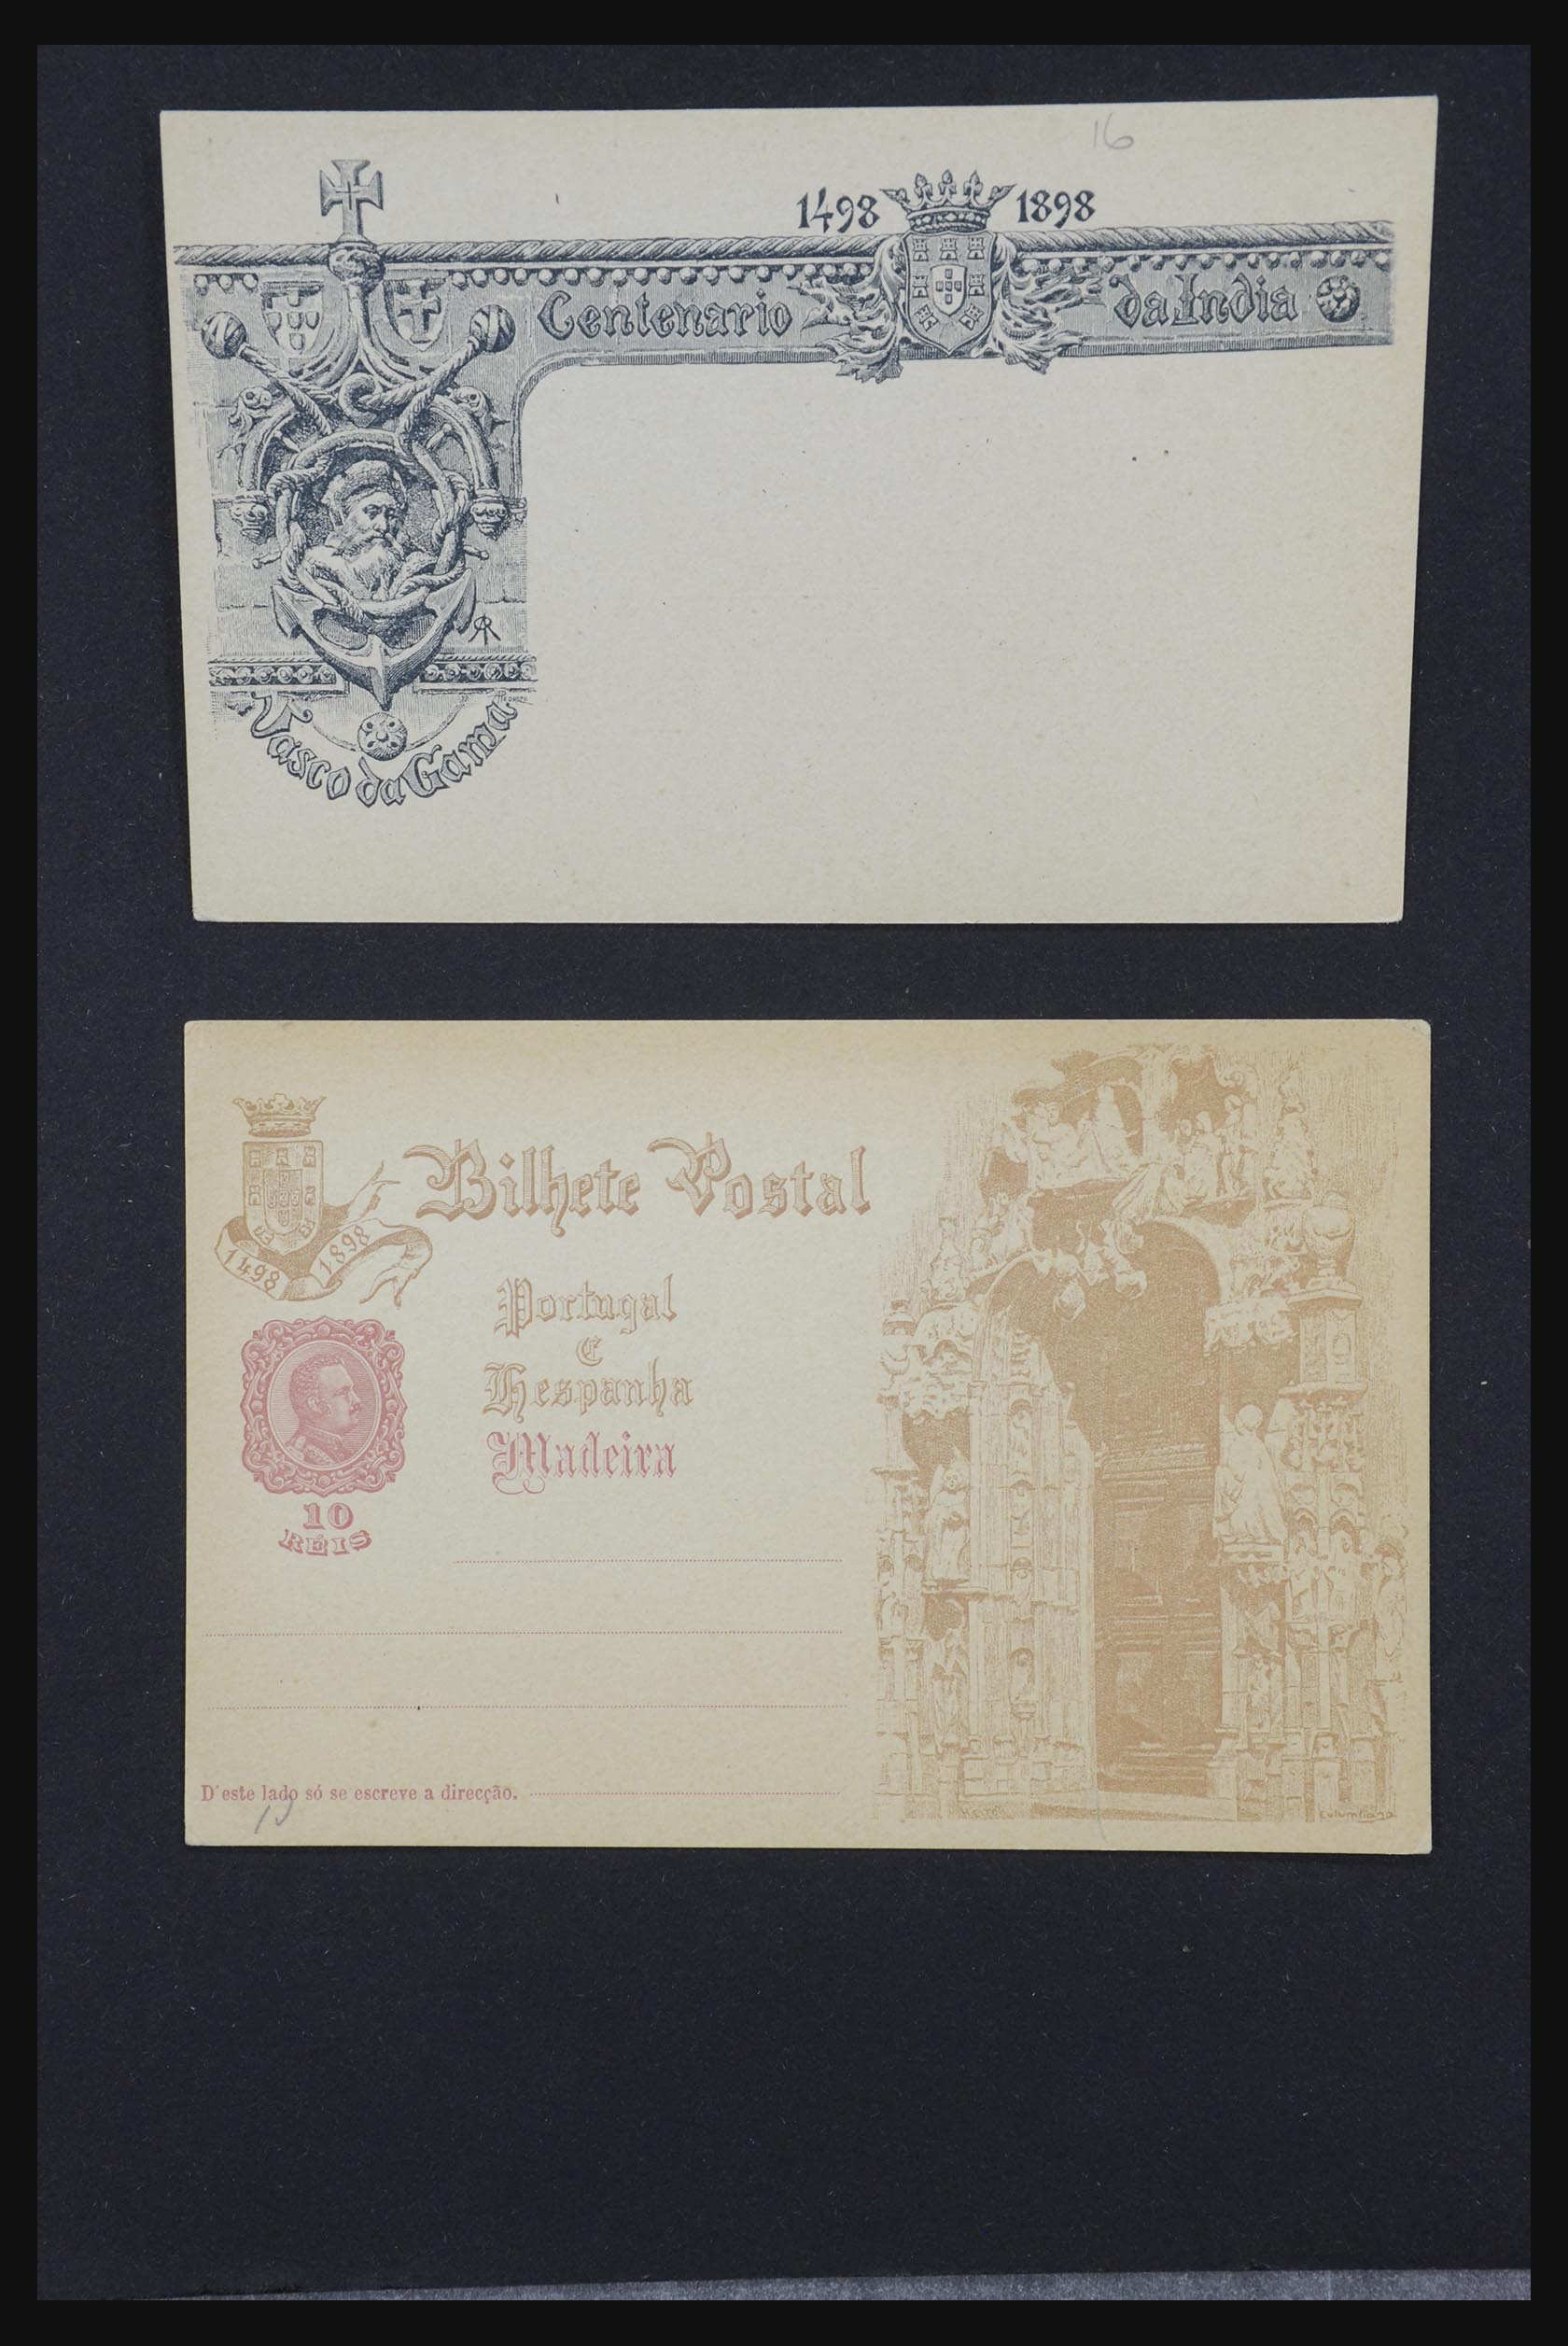 16
1498 1898
Centenario da India
AR
Vasco da Gama
Bilhete Postal
1498 1898
Portugal
E
Hespanha
Madeira
10
RÉIS
D'este lado só se escreve a direcção.